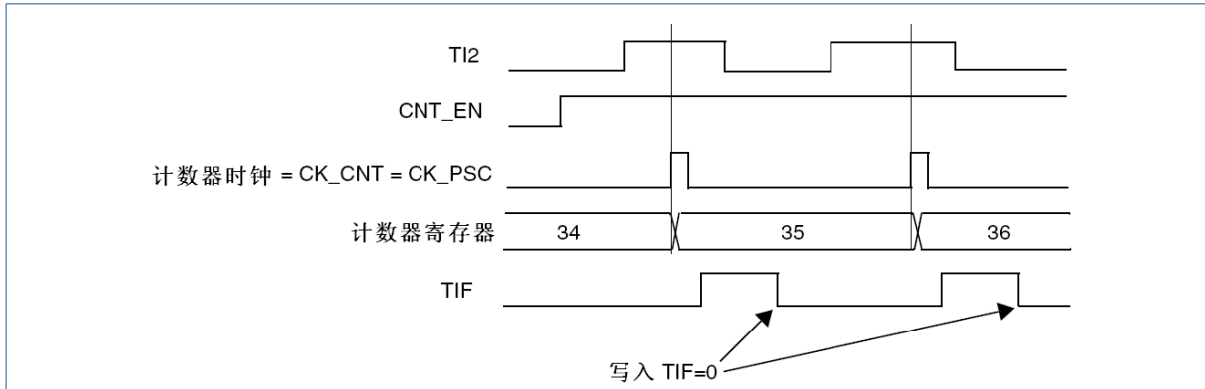 TI2
CNT_EN
计数器时钟 = CK_CNT = CK_PSC
计数器寄存器 34 35 36
TIF
写入 TIF=0